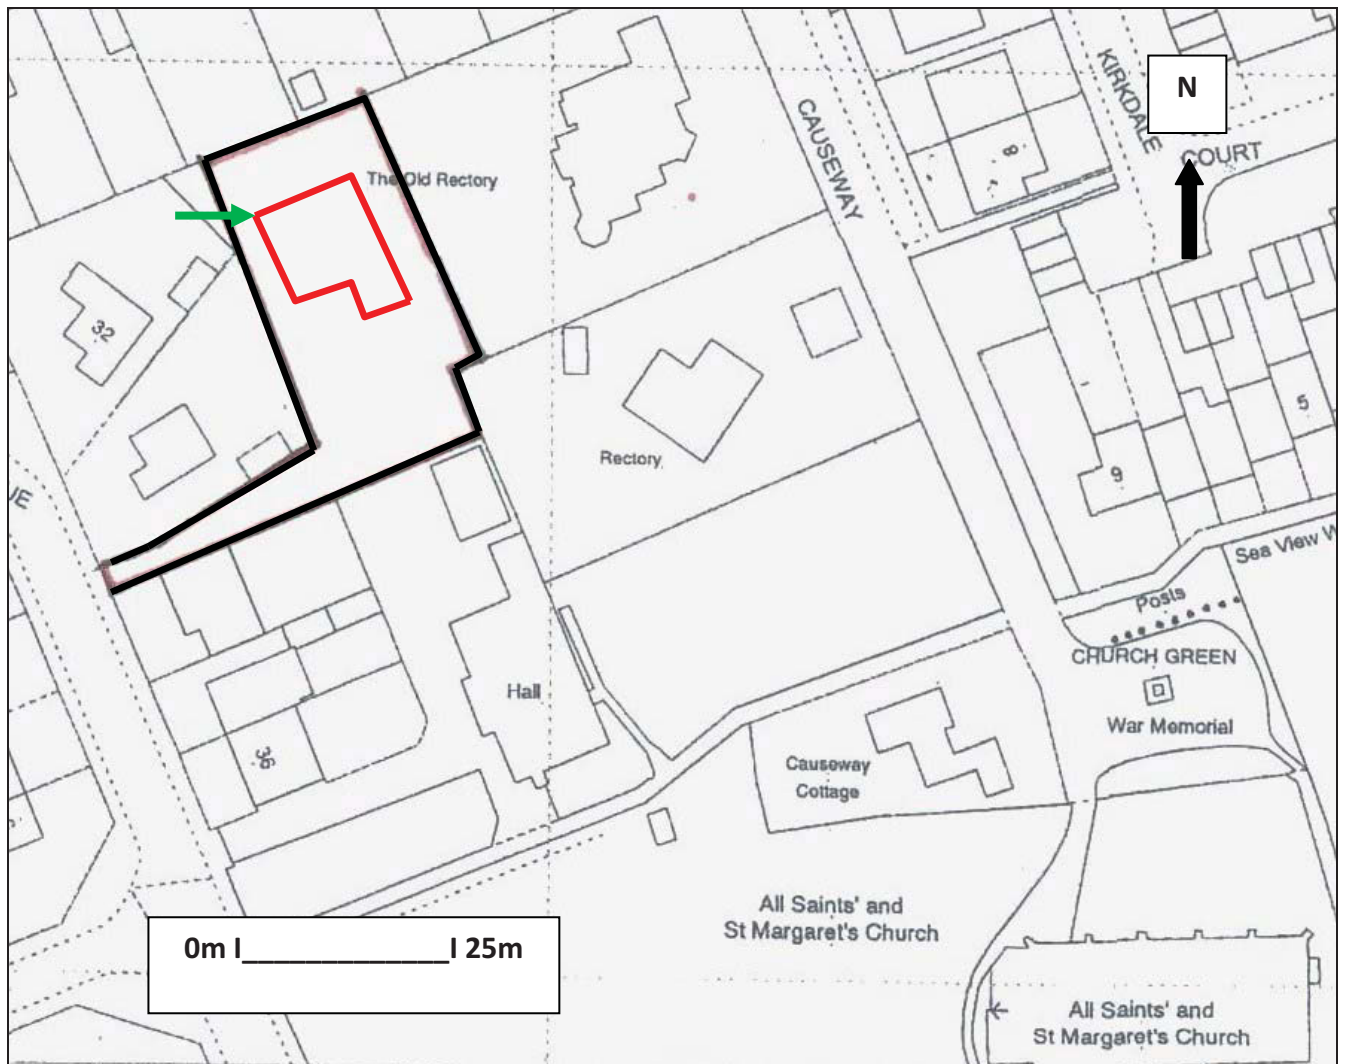 N
KIRKDALE
COURT
CAUSEWAY
The Old Rectory
8
32
5
9
Rectory
Sea View W
Posts
CHURCH GREEN
War Memorial
Hall
36
Causeway
Cottage
All Saints' and
St Margaret's Church
0m I_______________I 25m
All Saints' and
St Margaret's Church